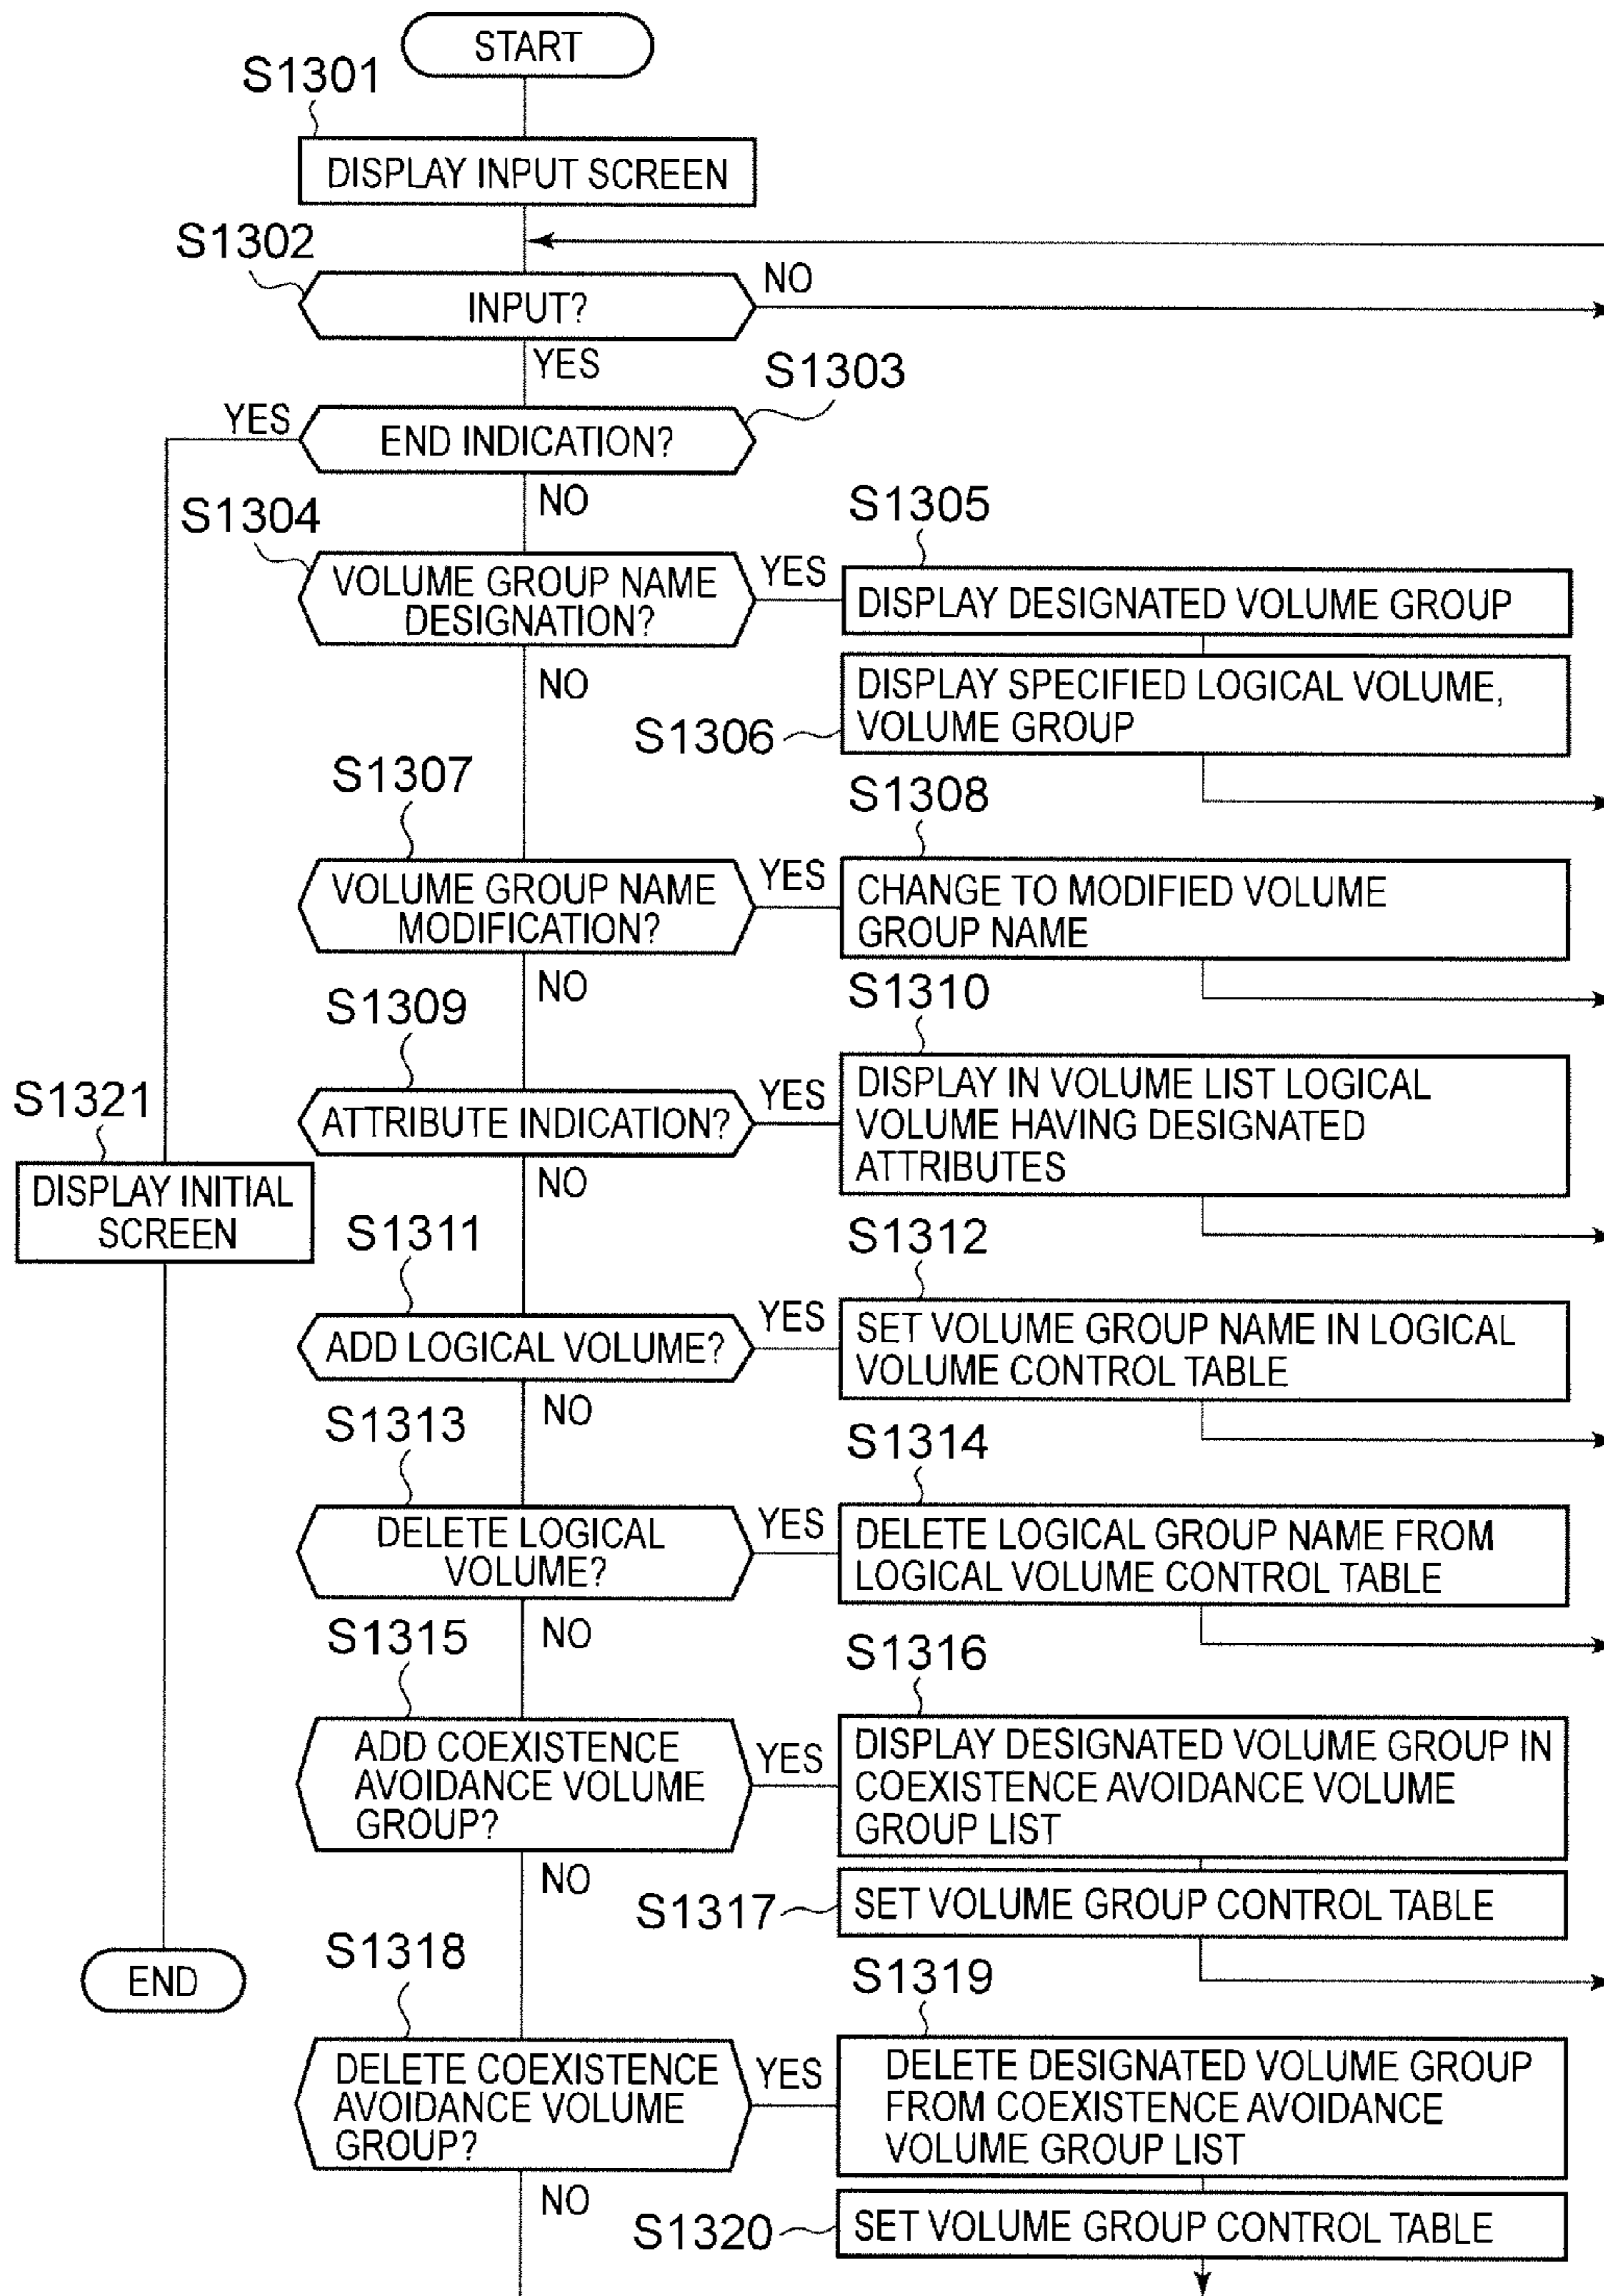 START
S1301
DISPLAY INPUT SCREEN
S1302
INPUT?
NO
YES
S1303
YES
END INDICATION?
NO
S1304
VOLUME GROUP NAME
DESIGNATION?
YES
S1305
DISPLAY DESIGNATED VOLUME GROUP
NO
DISPLAY SPECIFIED LOGICAL VOLUME,
VOLUME GROUP
S1306
S1307
VOLUME GROUP NAME
MODIFICATION?
YES
S1308
CHANGE TO MODIFIED VOLUME
GROUP NAME
NO
S1309
ATTRIBUTE INDICATION?
YES
S1310
DISPLAY IN VOLUME LIST LOGICAL
VOLUME HAVING DESIGNATED
ATTRIBUTES
NO
S1321
DISPLAY INITIAL
SCREEN
S1311
ADD LOGICAL VOLUME?
YES
S1312
SET VOLUME GROUP NAME IN LOGICAL
VOLUME CONTROL TABLE
NO
S1313
DELETE LOGICAL
VOLUME?
YES
S1314
DELETE LOGICAL GROUP NAME FROM
LOGICAL VOLUME CONTROL TABLE
NO
S1315
ADD COEXISTENCE
AVOIDANCE VOLUME
GROUP?
YES
S1316
DISPLAY DESIGNATED VOLUME GROUP IN
COEXISTENCE AVOIDANCE VOLUME
GROUP LIST
NO
S1317
SET VOLUME GROUP CONTROL TABLE
END
S1318
DELETE COEXISTENCE
AVOIDANCE VOLUME
GROUP?
YES
S1319
DELETE DESIGNATED VOLUME GROUP
FROM COEXISTENCE AVOIDANCE
VOLUME GROUP LIST
NO
S1320
SET VOLUME GROUP CONTROL TABLE